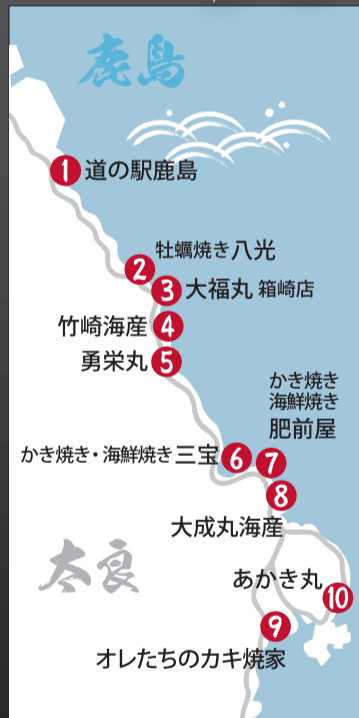 鹿島
1 道の駅鹿島
牡蠣焼き 八光
2
3 大福丸 箱崎店
竹崎海産 4
勇栄丸 5
かき焼き
海鮮焼き
肥前屋
かき焼き・海鮮焼き 三宝 6 7
8
大成丸海産
太良
あかき丸
10
9
オレたちのカキ焼家